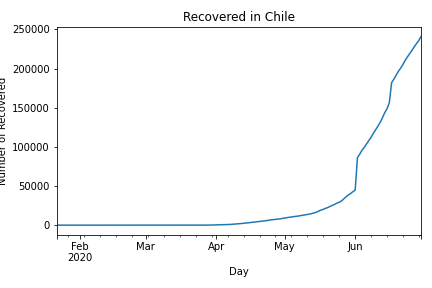 Recovered in Chile
Number of Recovered
250000
200000
150000
100000
50000
0
Feb
2020
Mar
Apr
May
Jun
Day